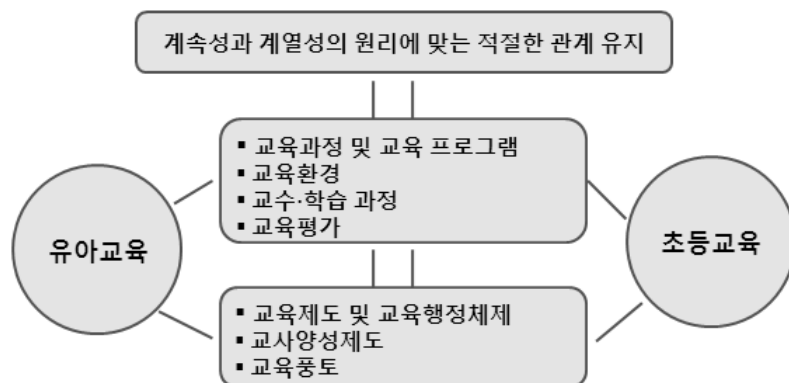 계속성과 계열성의 원리에 맞는 적절한 관계 유지
▪ 교육과정 및 교육 프로그램
▪ 교육환경
▪ 교수·학습 과정
▪ 교육평가
유아교육
초등교육
▪ 교육제도 및 교육행정체제
▪ 교사양성제도
▪ 교육풍토